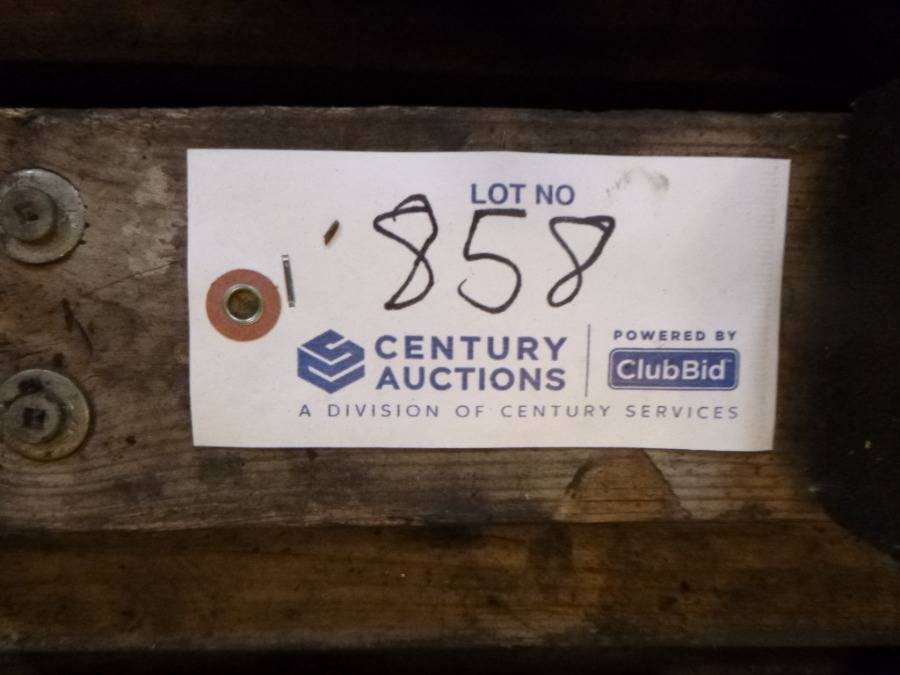 LOT NO
858
CENTURY AUCTIONS
POWERED BY
ClubBid
A DIVISION OF CENTURY SERVICES